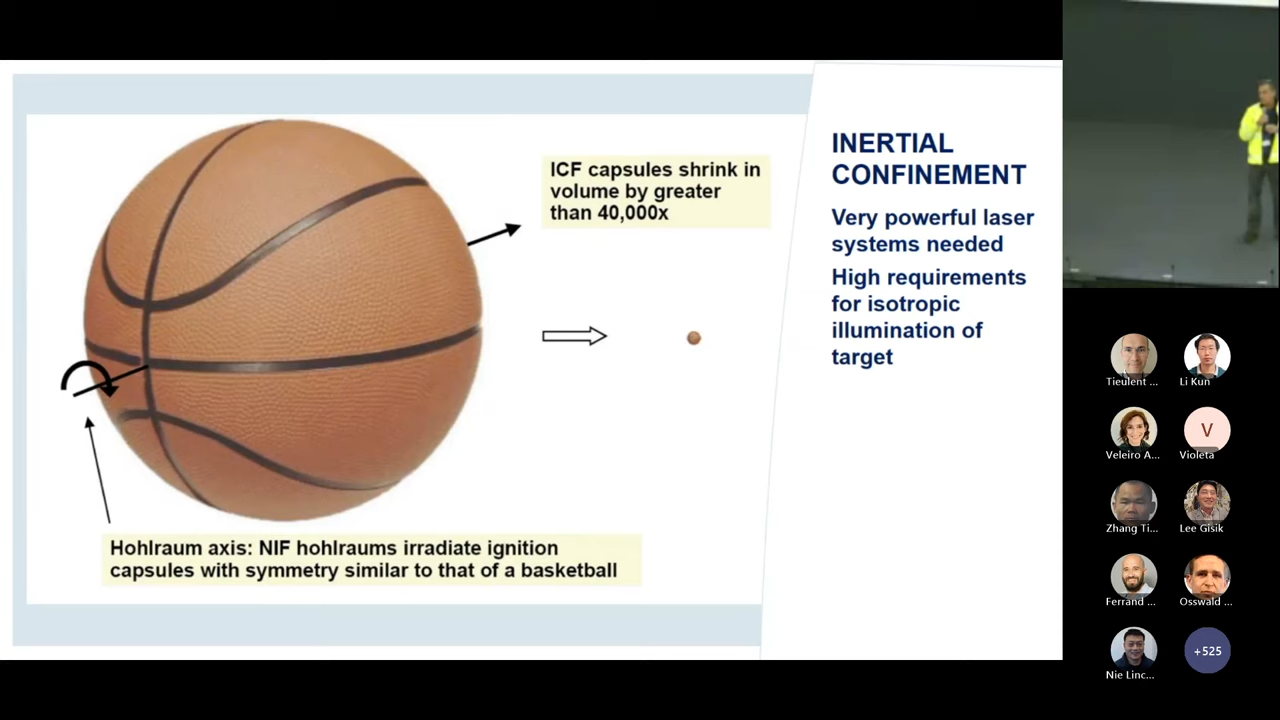 ICF capsules shrink in
volume by greater
than 40,000x
Hohlraum axis: NIF hohlraums irradiate ignition
capsules with symmetry similar to that of a basketball
INERTIAL
CONFINEMENT
Very powerful laser
systems needed
High requirements
for isotropic
illumination of
target
Tieulent ...
Li Kun
Veleiro A...
V
Violeta
Zhang Ti...
Lee Gisik
Ferrand ...
Osswald ...
Nie Linc...
+525